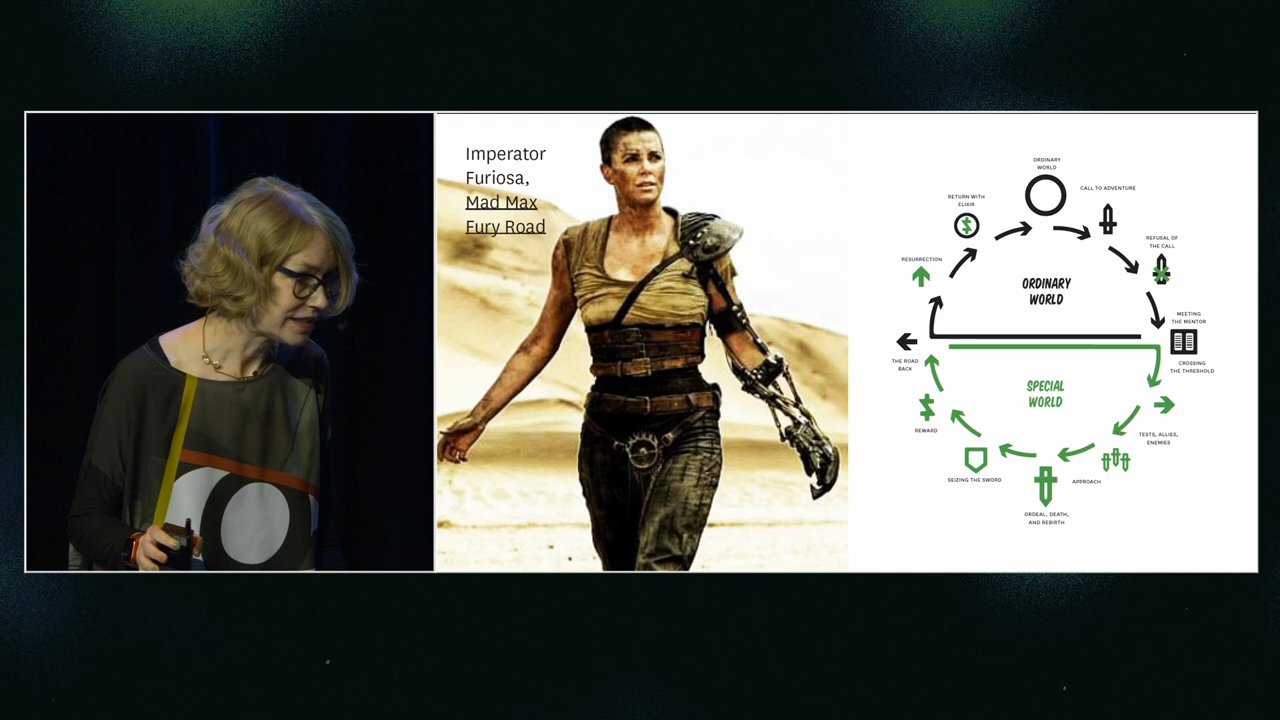 Imperator
Furiosa,
Mad Max
Fury Road
ORDINARY
WORLD
CALL TO ADVENTURE
REFUSAL OF
THE CALL
MEETING
THE MENTOR
CROSSING
THE THRESHOLD
TESTS, ALLIES,
ENEMIES
APPROACH
ORDEAL, DEATH,
AND REBIRTH
SEIZING THE SWORD
REWARD
THE ROAD
BACK
RESURRECTION
RETURN WITH
ELIXIR
ORDINARY
WORLD
SPECIAL
WORLD